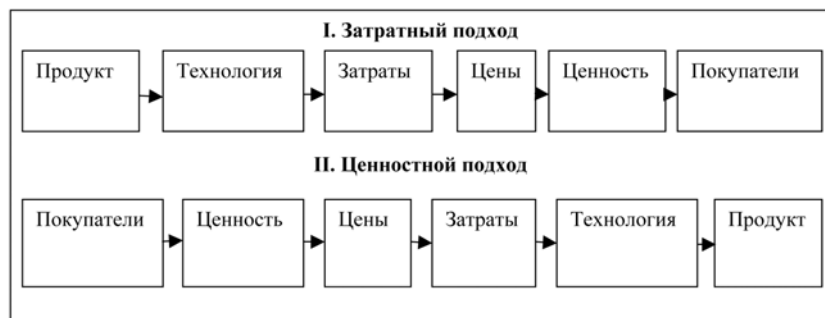 I. Затратный подход
Продукт Технология Затраты Цены Ценность Покупатели
II. Ценностной подход
Покупатели Ценность Цены Затраты Технология Продукт